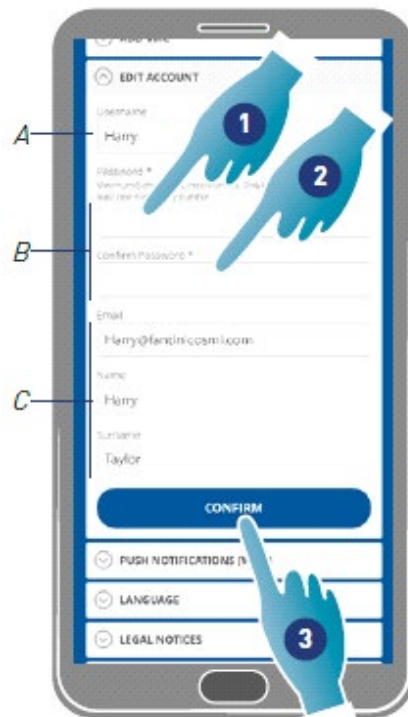 EDIT ACCOUNT
Username
A
Harry
1
Password *
2
B
Confirm Password *
Email
Harry@fantinicosmi.com
Name
C
Harry
Surname
Taylor
CONFIRM
PUSH NOTIFICATIONS
LANGUAGE
LEGAL NOTICES
3